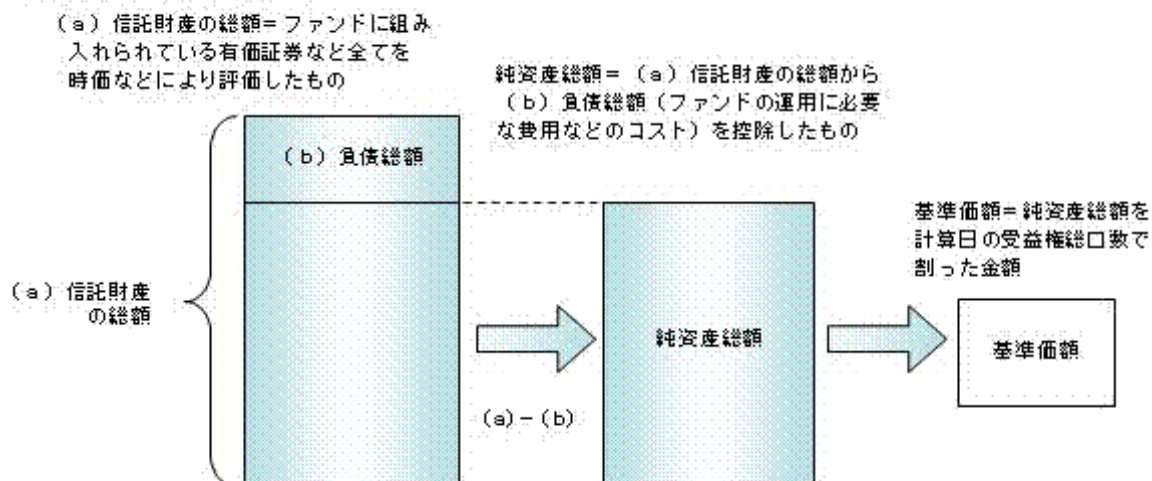 （a）信託財産の総額＝ファンドに組み
入れられている有価証券など全てを
時価などにより評価したもの
純資産総額＝（a）信託財産の総額から
（b）負債総額（ファンドの運用に必要
な費用などのコスト）を控除したもの
（b）負債総額
基準価額＝純資産総額を
計算日の受益権総口数で
割った金額
（a）信託財産
の総額
純資産総額
基準価額
(a)－(b)